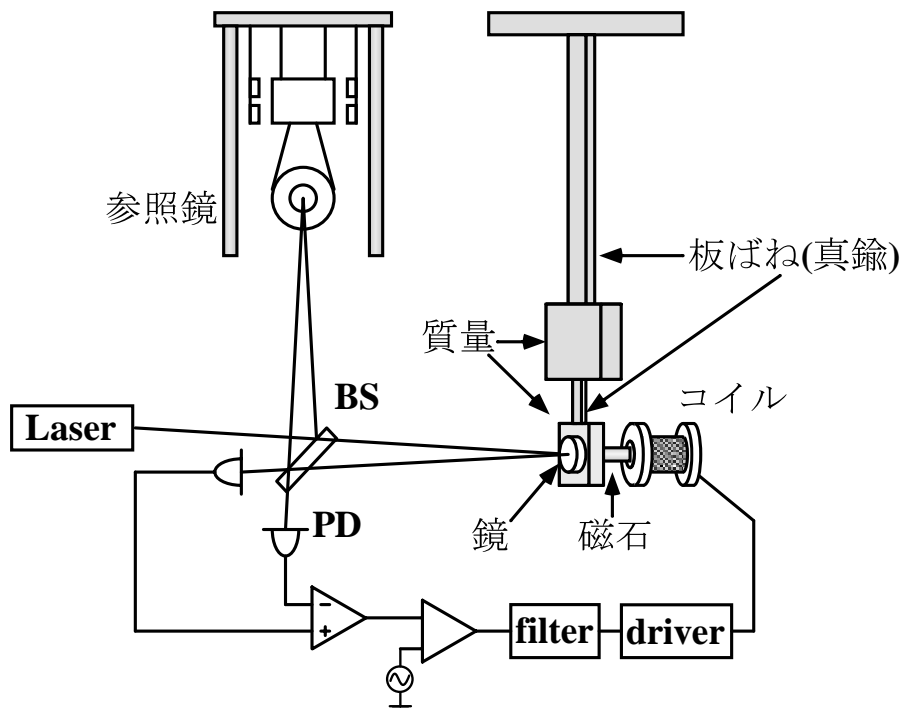 参照鏡
板ばね(真鍮)
質量
コイル
BS
Laser
PD
鏡
磁石
−
+
filter
driver